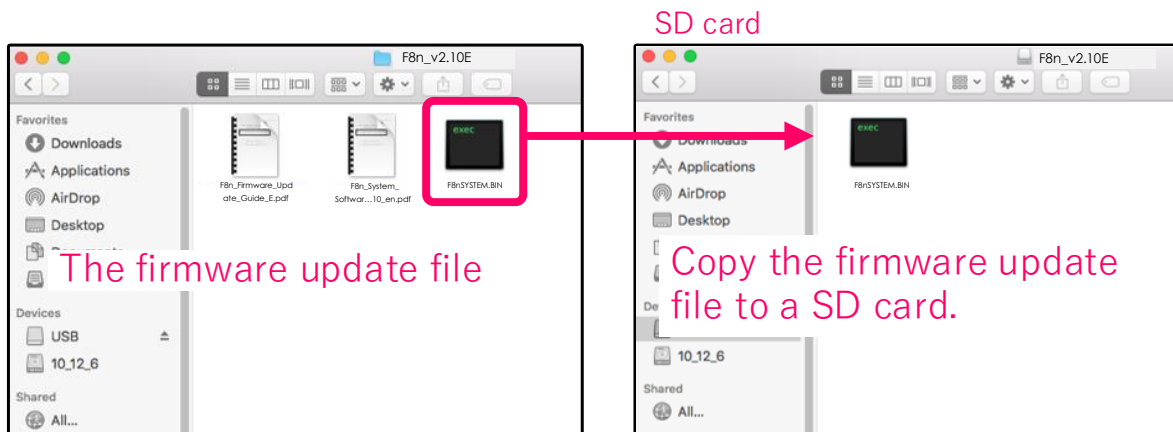 SD card
F8n_v2.10E
Favorites
Downloads
Applications
AirDrop
Desktop
Devices
USB
10_12_6
Shared
All...
exec
F8n_Firmware_Upd
ate_Guide_E.pdf
F8n_System_
Softwar...10_en.pdf
F8nSYSTEM.BIN
The firmware update file
F8n_v2.10E
Favorites
Downloads
Applications
AirDrop
Desktop
10_12_6
Shared
All...
exec
F8nSYSTEM.BIN
Copy the firmware update
file to a SD card.